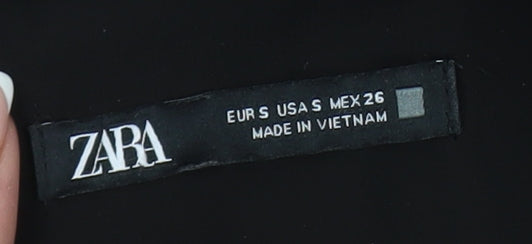 ZARA
EUR S USA S MEX 26
MADE IN VIETNAM